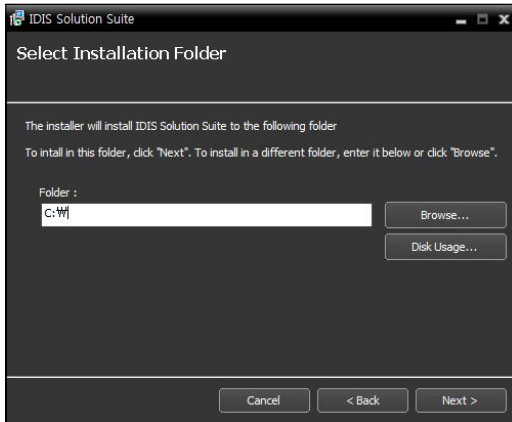 IDIS Solution Suite
Select Installation Folder
The installer will install IDIS Solution Suite to the following folder
To intall in this folder, click "Next". To install in a different folder, enter it below or click "Browse".
Folder :
C:₩
Browse...
Disk Usage...
Cancel
< Back
Next >